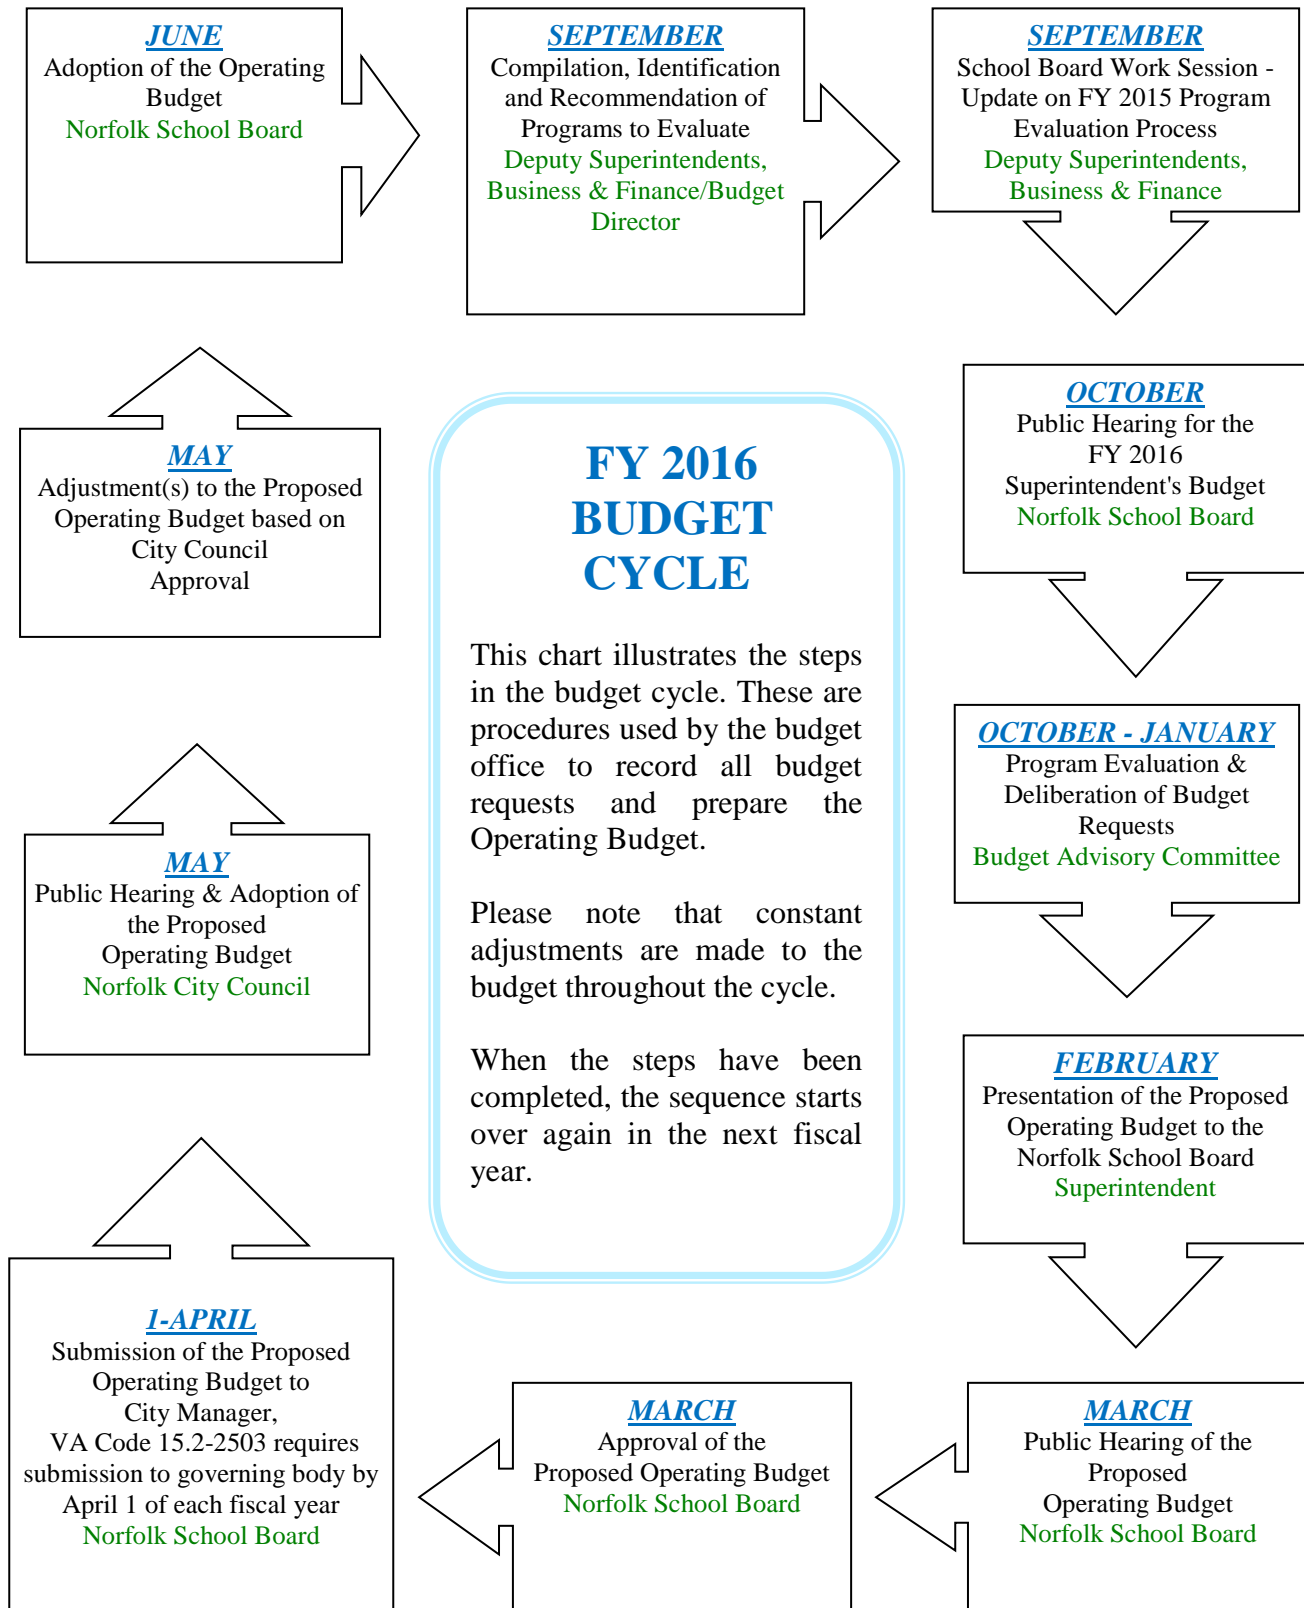 JUNE
Adoption of the Operating
Budget
Norfolk School Board
SEPTEMBER
Compilation, Identification
and Recommendation of
Programs to Evaluate
Deputy Superintendents,
Business & Finance/Budget
Director
SEPTEMBER
School Board Work Session -
Update on FY 2015 Program
Evaluation Process
Deputy Superintendents,
Business & Finance
OCTOBER
Public Hearing for the
FY 2016
Superintendent's Budget
Norfolk School Board
OCTOBER - JANUARY
Program Evaluation &
Deliberation of Budget
Requests
Budget Advisory Committee
FEBRUARY
Presentation of the Proposed
Operating Budget to the
Norfolk School Board
Superintendent
MARCH
Public Hearing of the
Proposed
Operating Budget
Norfolk School Board
MARCH
Approval of the
Proposed Operating Budget
Norfolk School Board
1-APRIL
Submission of the Proposed
Operating Budget to
City Manager,
VA Code 15.2-2503 requires
submission to governing body by
April 1 of each fiscal year
Norfolk School Board
MAY
Public Hearing & Adoption of
the Proposed
Operating Budget
Norfolk City Council
MAY
Adjustment(s) to the Proposed
Operating Budget based on
City Council
Approval
FY 2016
BUDGET
CYCLE
This chart illustrates the steps
in the budget cycle. These are
procedures used by the budget
office to record all budget
requests and prepare the
Operating Budget.
Please note that constant
adjustments are made to the
budget throughout the cycle.
When the steps have been
completed, the sequence starts
over again in the next fiscal
year.